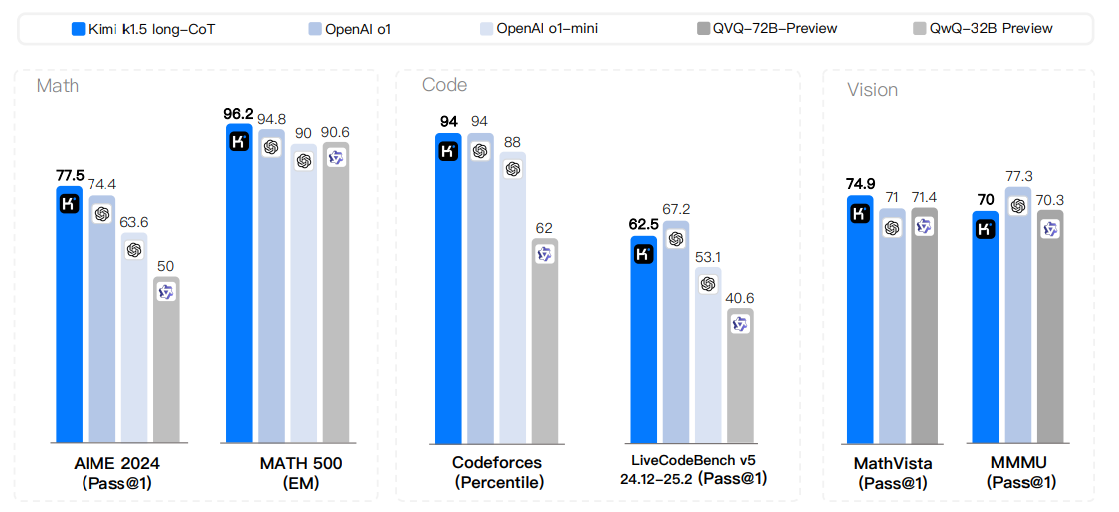 Kimi k1.5 long-CoT OpenAI o1 OpenAI o1-mini QVQ-72B-Preview QwQ-32B Preview
Math
77.5
74.4
63.6
50
96.2
94.8
90
90.6
AIME 2024
(Pass@1)
MATH 500
(EM)
Code
94
94
88
62
62.5
67.2
53.1
40.6
Codeforces
(Percentile)
LiveCodeBench v5
24.12-25.2 (Pass@1)
Vision
74.9
71
71.4
70
77.3
70.3
MathVista
(Pass@1)
MMMU
(Pass@1)